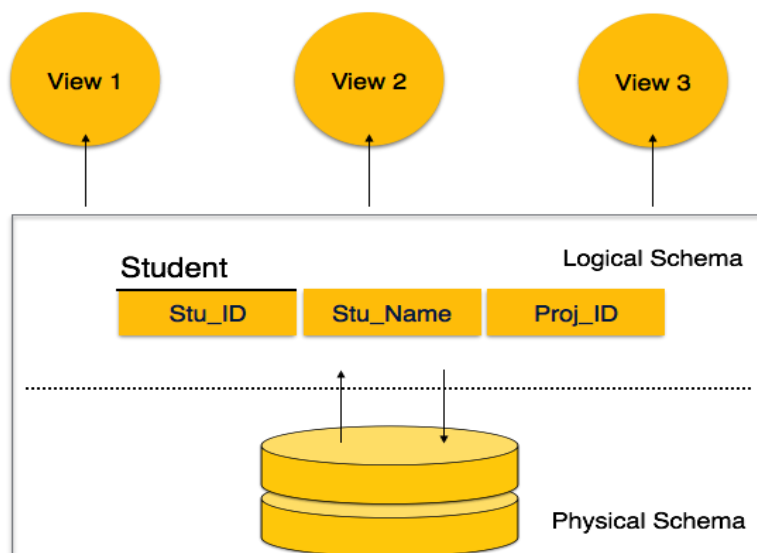 View 1
View 2
View 3
Logical Schema
Student
Stu_ID
Stu_Name
Proj_ID
Physical Schema